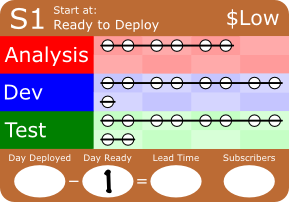 S1 Start at: $Low
Ready to Deploy
Analysis
Dev
Test
Day Deployed Day Ready Lead Time Subscribers
– 1 =